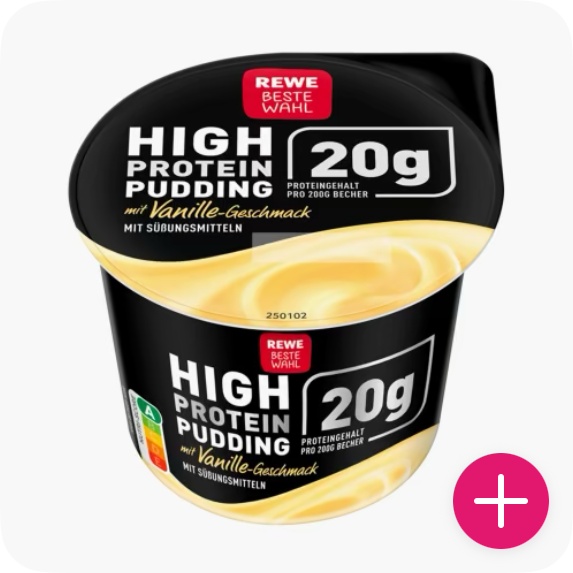 REWE
BESTE
WAHL
HIGH
PROTEIN
PUDDING
20g
PROTEINGEHALT
PRO 200G BECHER
mit Vanille-Geschmack
MIT SÜßUNGSMITTELN
250102
REWE
BESTE
WAHL
HIGH
PROTEIN
PUDDING
20g
PROTEINGEHALT
PRO 200G BECHER
mit Vanille-Geschmack
MIT SÜßUNGSMITTELN
A